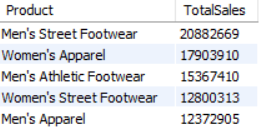 Product TotalSales
Men's Street Footwear 20882669
Women's Apparel 17903910
Men's Athletic Footwear 15367410
Women's Street Footwear 12800313
Men's Apparel 12372905